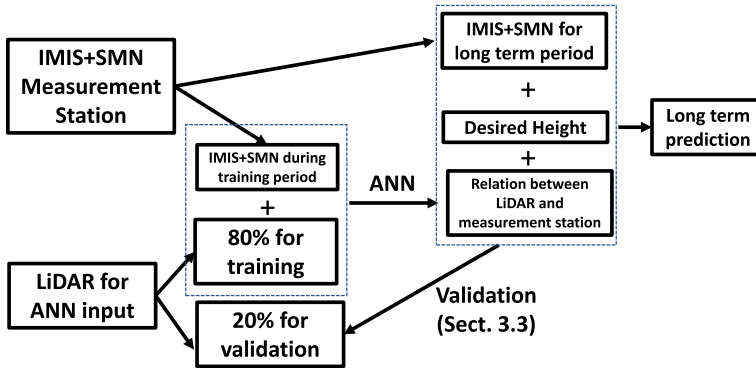 IMIS+SMN
Measurement
Station
IMIS+SMN for
long term period
+
Desired Height
+
Relation between
LiDAR and
measurement station
Long term
prediction
IMIS+SMN during
training period
+
80% for
training
ANN
LiDAR for
ANN input
20% for
validation
Validation
(Sect. 3.3)